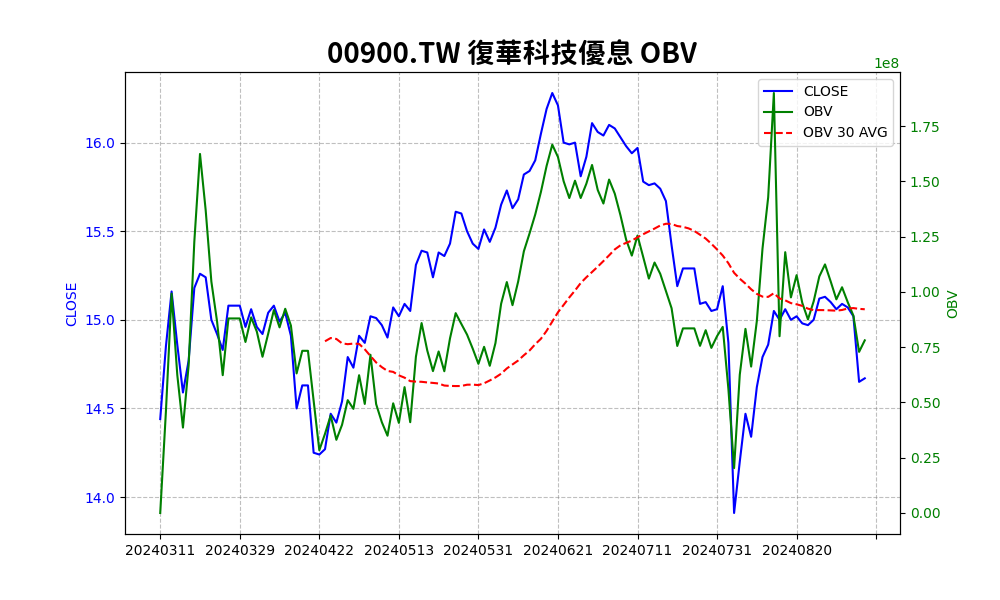 00900.TW 復華科技優息 OBV
1e8
CLOSE
OBV
OBV 30 AVG
16.0
15.5
15.0
14.5
14.0
CLOSE
1.75
1.50
1.25
1.00
0.75
0.50
0.25
0.00
OBV
20240311 20240329 20240422 20240513 20240531 20240621 20240711 20240731 20240820